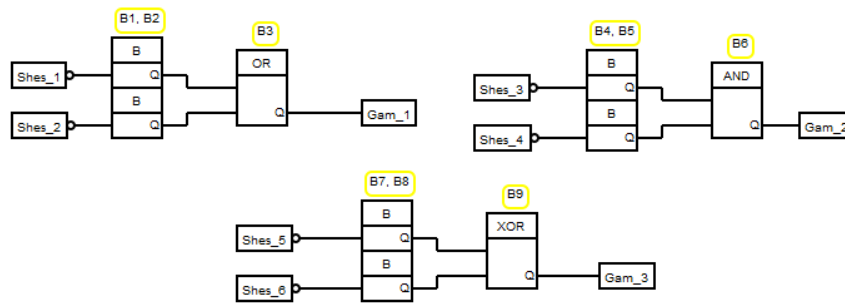 B1, B2
B3
B
OR
Shes_1
Q
B
Q
Shes_2
Q
Gam_1
B4, B5
B6
B
AND
Shes_3
Q
B
Q
Shes_4
Q
Gam_2
B7, B8
B9
B
XOR
Shes_5
Q
B
Q
Shes_6
Q
Gam_3